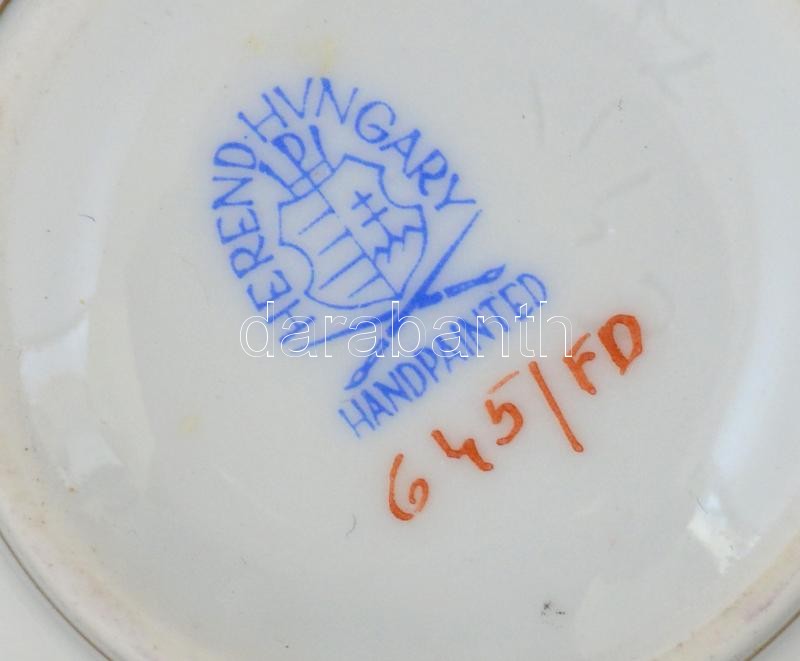 HEREND · HVNGARY
HANDPAINTED
645/FD
darabanth